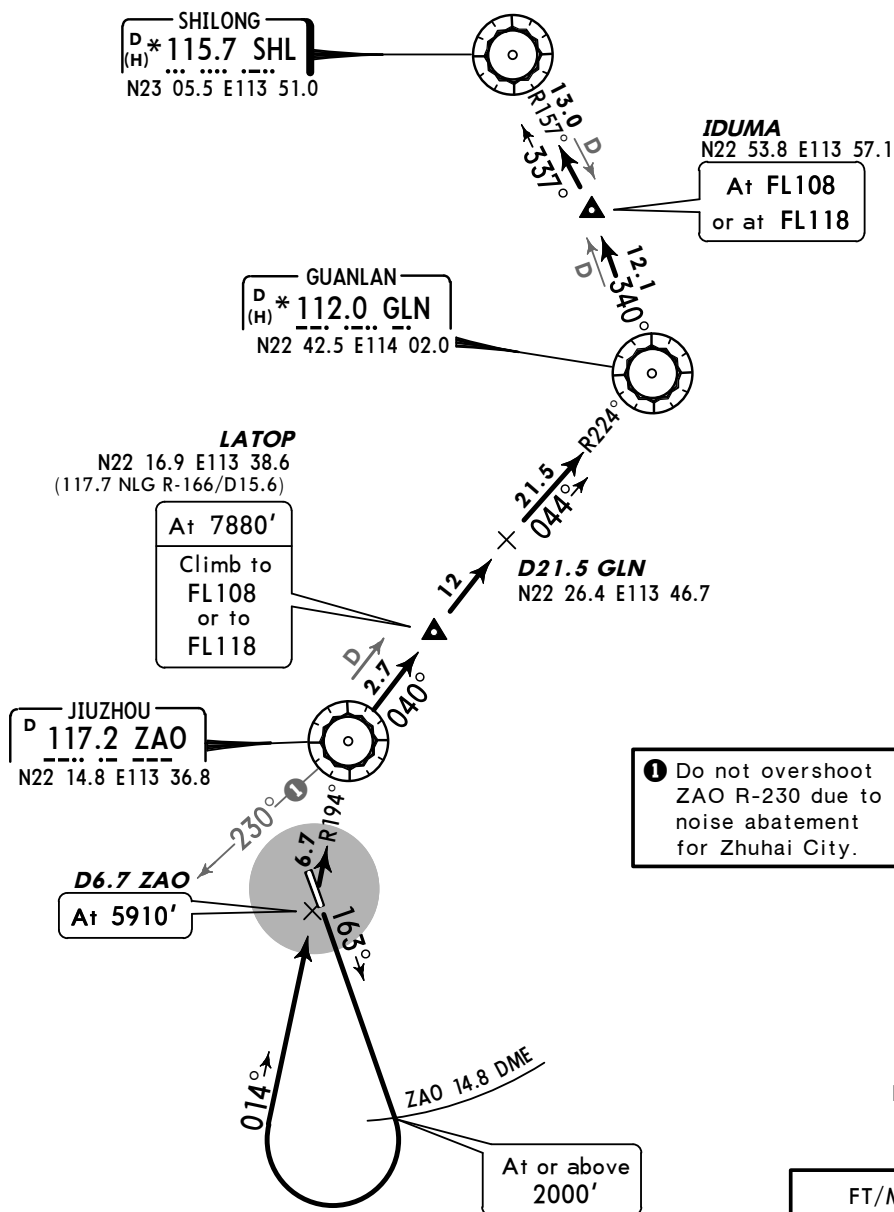 SHILONG
D
(H) * 115.7 SHL
N23 05.5 E113 51.0
13.0
R157°
D
337°
IDUMA
N22 53.8 E113 57.1
At FL108
or at FL118
12.1
D
340°
GUANLAN
D
(H) * 112.0 GLN
N22 42.5 E114 02.0
R224°
21.5
044°
LATOP
N22 16.9 E113 38.6
(117.7 NLG R-166/D15.6)
At 7880'
Climb to
FL108
or to
FL118
D21.5 GLN
N22 26.4 E113 46.7
12
D
2.7
040°
JIUZHOU
D 117.2 ZAO
N22 14.8 E113 36.8
1 Do not overshoot
ZAO R-230 due to
noise abatement
for Zhuhai City.
230° 1
R194°
6.7
D6.7 ZAO
At 5910'
163°
014°
ZAO 14.8 DME
At or above
2000'
FT/